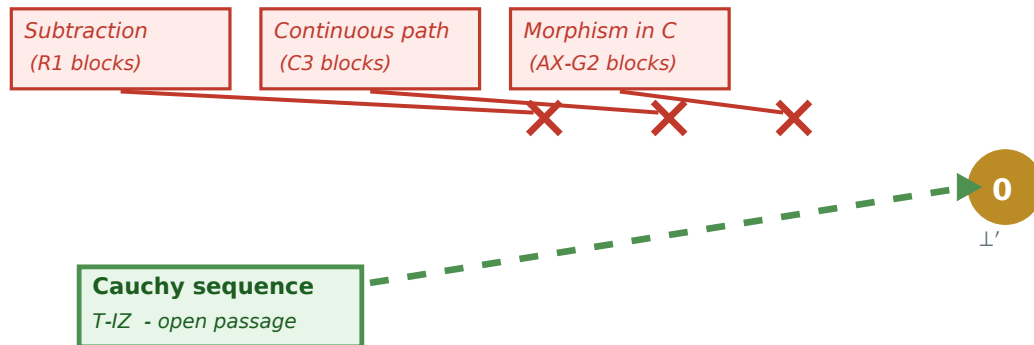 Subtraction
(R1 blocks)
Continuous path
(C3 blocks)
Morphism in C
(AX-G2 blocks)
0
⊥′
Cauchy sequence
T-IZ - open passage